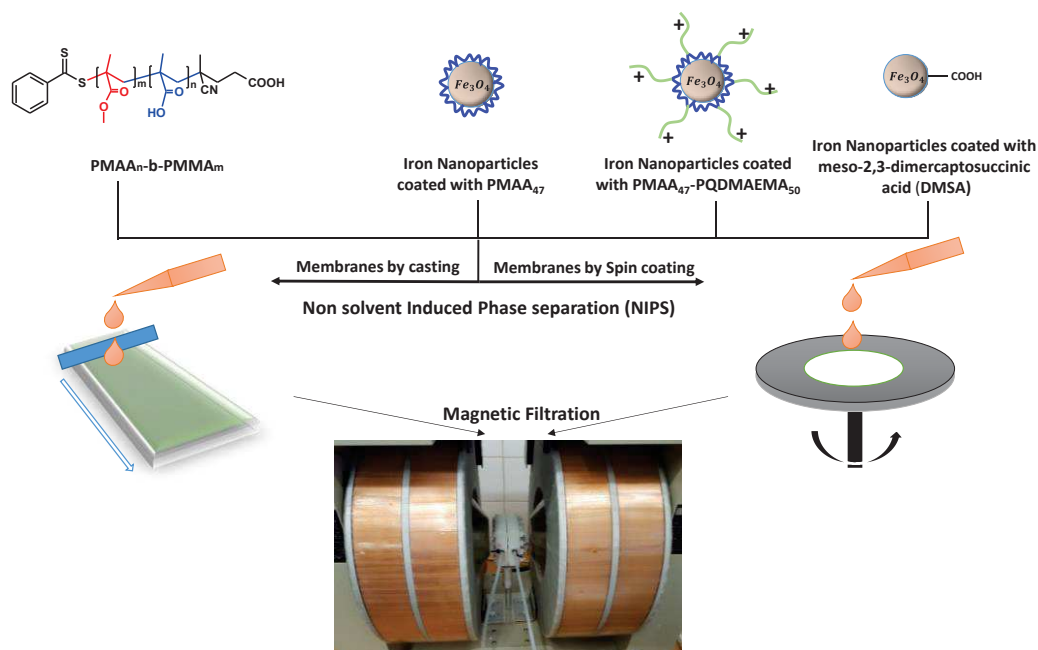 S
S
m
n
O
O
O
HO
CN
COOH
Fe₃O₄
Fe₃O₄
+
+
+
+
+
+
Fe₃O₄
COOH
PMAAn-b-PMMAm
Iron Nanoparticles
coated with PMAA₄₇
Iron Nanoparticles coated
with PMAA₄₇-PQDMAEMA₅₀
Iron Nanoparticles coated with
meso-2,3-dimercaptosuccinic
acid (DMSA)
Membranes by casting
Membranes by Spin coating
Non solvent Induced Phase separation (NIPS)
Magnetic Filtration